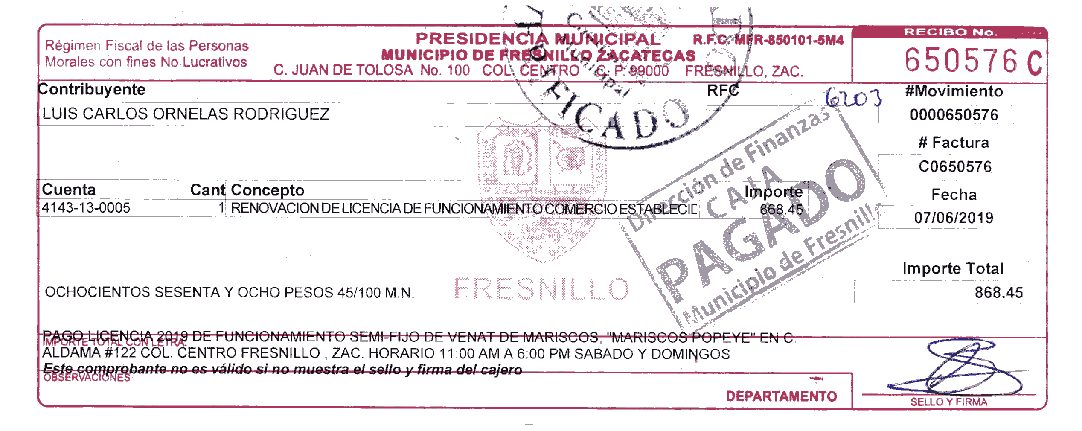 Régimen Fiscal de las Personas
Morales con fines No Lucrativos
PRESIDENCIA MUNICIPAL R.F.C. MFR-850101-5M4
MUNICIPIO DE FRESNILLO ZACATECAS
C. JUAN DE TOLOSA No. 100 COL. CENTRO C. P. 99000 FRESNILLO, ZAC.
RECIBO No.
650576 C
Contribuyente
RFC
6203
LUIS CARLOS ORNELAS RODRIGUEZ
#Movimiento
0000650576
# Factura
C0650576
Fecha
07/06/2019
FICADO
Cuenta Cant Concepto Importe
4143-13-0005 1 RENOVACION DE LICENCIA DE FUNCIONAMIENTO COMERCIO ESTABLECID 868.45
Dirección de Finanzas
CAJA
PAGADO
Municipio de Fresnillo
FRESNILLO
Importe Total
868.45
OCHOCIENTOS SESENTA Y OCHO PESOS 45/100 M.N.
PAGO LICENCIA 2019 DE FUNCIONAMIENTO SEMI-FIJO DE VENAT DE MARISCOS, "MARISCOS POPEYE" EN C.
IMPORTE TOTAL CON LETRA:
ALDAMA #122 COL. CENTRO FRESNILLO , ZAC. HORARIO 11:00 AM A 6:00 PM SABADO Y DOMINGOS
Este comprobante no es válido si no muestra el sello y firma del cajero
OBSERVACIONES
DEPARTAMENTO
SELLO Y FIRMA